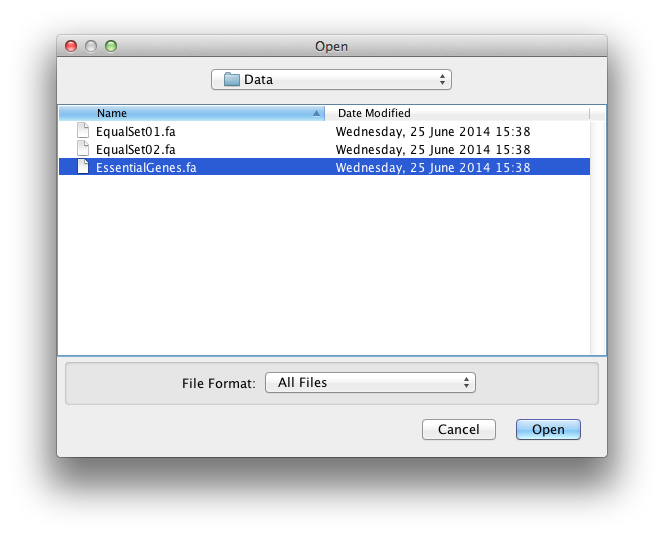 Open
Data
Name Date Modified
EqualSet01.fa Wednesday, 25 June 2014 15:38
EqualSet02.fa Wednesday, 25 June 2014 15:38
EssentialGenes.fa Wednesday, 25 June 2014 15:38
File Format: All Files
Cancel Open